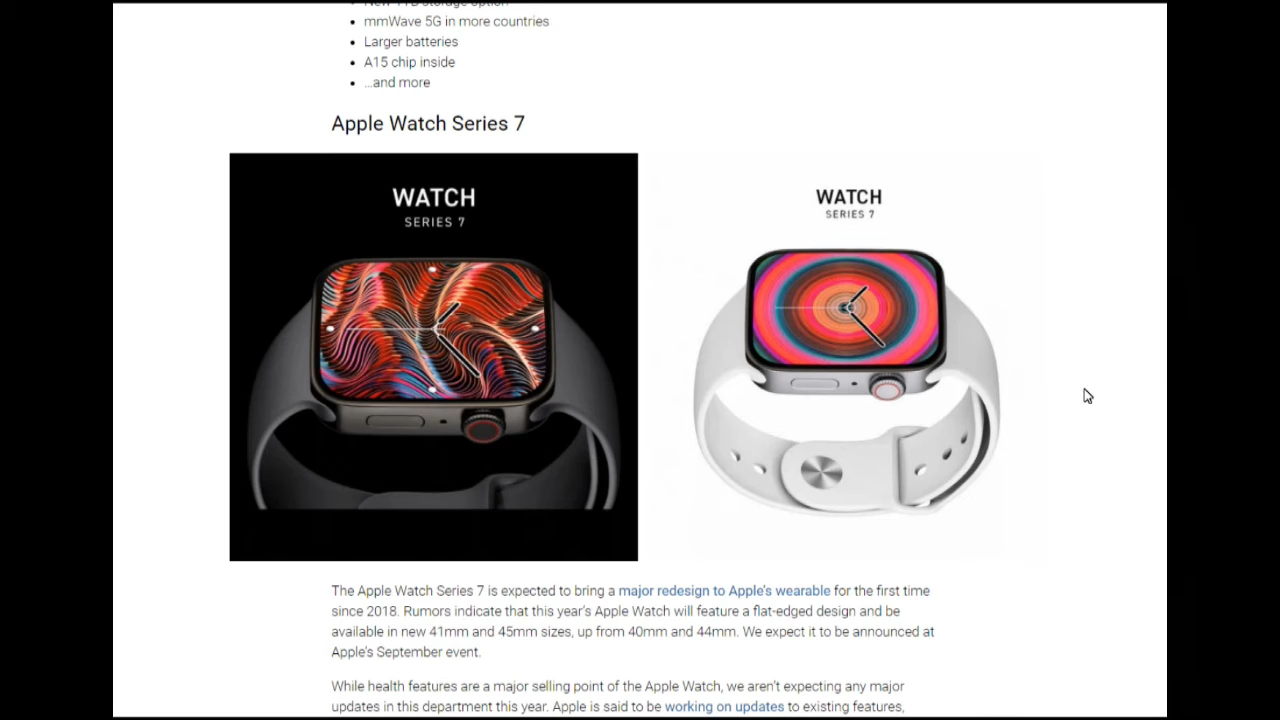 New 1TB storage option
mmWave 5G in more countries
Larger batteries
A15 chip inside
...and more
Apple Watch Series 7
WATCH
SERIES 7
WATCH
SERIES 7
The Apple Watch Series 7 is expected to bring a major redesign to Apple's wearable for the first time
since 2018. Rumors indicate that this year's Apple Watch will feature a flat-edged design and be
available in new 41mm and 45mm sizes, up from 40mm and 44mm. We expect it to be announced at
Apple's September event.
While health features are a major selling point of the Apple Watch, we aren't expecting any major
updates in this department this year. Apple is said to be working on updates to existing features,